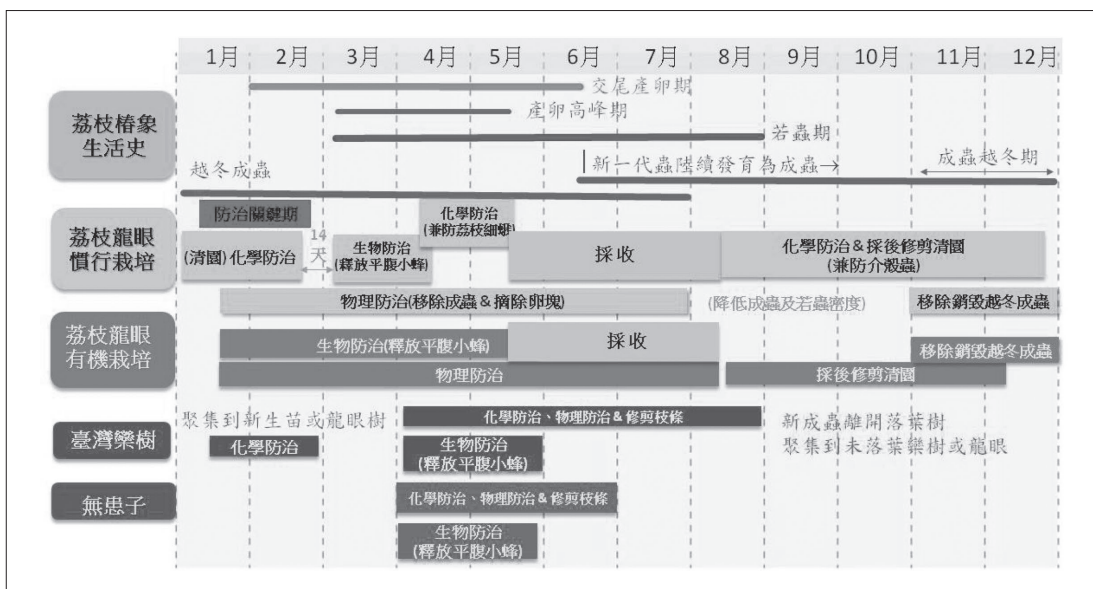 1月 2月 3月 4月 5月 6月 7月 8月 9月 10月 11月 12月
荔枝椿象
生活史
交尾產卵期
產卵高峰期
若蟲期
新一代蟲陸續發育為成蟲→
成蟲越冬期
越冬成蟲
荔枝龍眼
慣行栽培
防治關鍵期
(清園)化學防治
14
天
生物防治
(釋放平腹小蜂)
化學防治
(兼防荔枝細蛾)
採收
化學防治&採後修剪清園
(兼防介殼蟲)
物理防治(移除成蟲&摘除卵塊)
(降低成蟲及若蟲密度)
移除銷毀越冬成蟲
荔枝龍眼
有機栽培
生物防治(釋放平腹小蜂)
採收
移除銷毀越冬成蟲
物理防治
採後修剪清園
臺灣欒樹
聚集到新生苗或龍眼樹
化學防治、物理防治&修剪枝條
新成蟲離開落葉樹
聚集到未落葉欒樹或龍眼
化學防治
生物防治
(釋放平腹小蜂)
無患子
化學防治、物理防治&修剪枝條
生物防治
(釋放平腹小蜂)